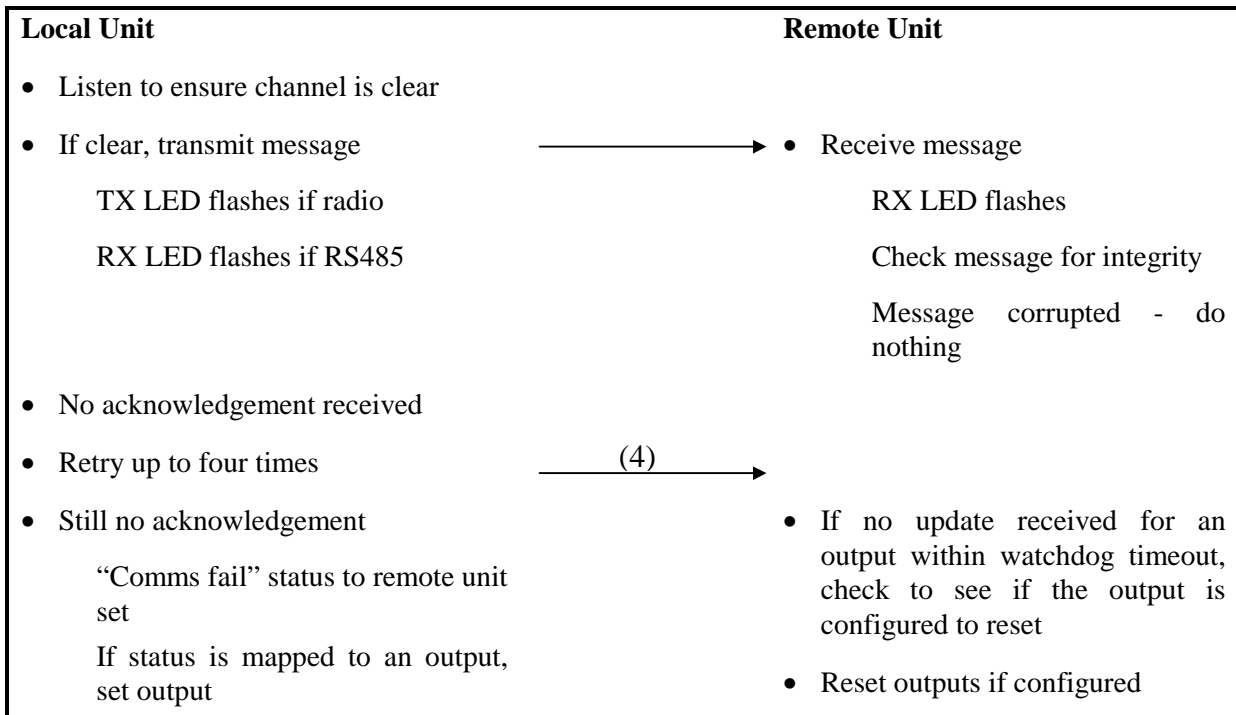 Local Unit
Remote Unit
• Listen to ensure channel is clear
• If clear, transmit message
• Receive message
TX LED flashes if radio
RX LED flashes
RX LED flashes if RS485
Check message for integrity
Message corrupted - do
nothing
• No acknowledgement received
• Retry up to four times
(4)
• Still no acknowledgement
“Comms fail” status to remote unit
set
If status is mapped to an output,
set output
• If no update received for an
output within watchdog timeout,
check to see if the output is
configured to reset
• Reset outputs if configured